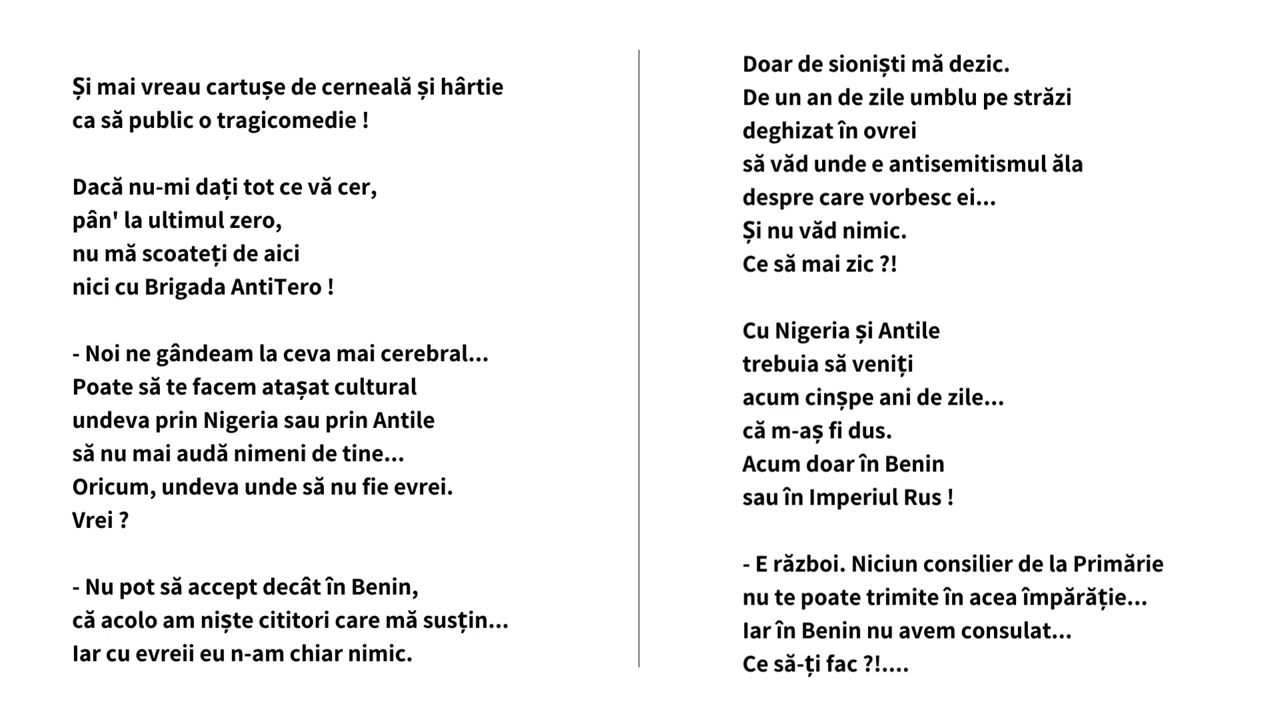 Și mai vreau cartușe de cerneală și hârtie
ca să public o tragicomedie !
Dacă nu-mi dați tot ce vă cer,
pân' la ultimul zero,
nu mă scoateți de aici
nici cu Brigada AntiTero !
- Noi ne gândeam la ceva mai cerebral...
Poate să te facem atașat cultural
undeva prin Nigeria sau prin Antile
să nu mai audă nimeni de tine...
Oricum, undeva unde să nu fie evrei.
Vrei ?
- Nu pot să accept decât în Benin,
că acolo am niște cititori care mă susțin...
Iar cu evreii eu n-am chiar nimic.
Doar de sioniști mă dezic.
De un an de zile umblu pe străzi
deghizat în ovrei
să văd unde e antisemitismul ăla
despre care vorbesc ei...
Și nu văd nimic.
Ce să mai zic ?!
Cu Nigeria și Antile
trebuia să veniți
acum cinșpe ani de zile...
că m-aș fi dus.
Acum doar în Benin
sau în Imperiul Rus !
- E război. Niciun consilier de la Primărie
nu te poate trimite în acea împărăție...
Iar în Benin nu avem consulat...
Ce să-ți fac ?!....